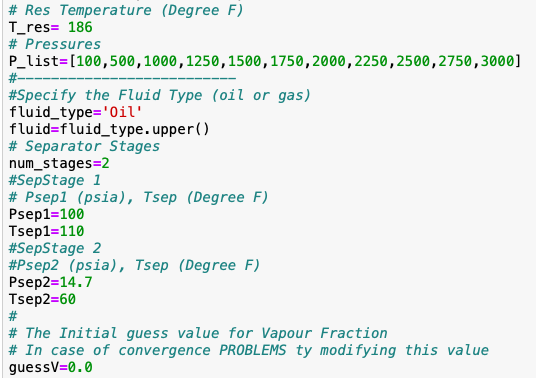 # Res Temperature (Degree F)
T_res= 186
# Pressures
P_list=[100,500,1000,1250,1500,1750,2000,2250,2500,2750,3000]
#--------------------------
#Specify the Fluid Type (oil or gas)
fluid_type='Oil'
fluid=fluid_type.upper()
# Separator Stages
num_stages=2
#SepStage 1
# Psep1 (psia), Tsep (Degree F)
Psep1=100
Tsep1=110
#SepStage 2
#Psep2 (psia), Tsep (Degree F)
Psep2=14.7
Tsep2=60
#
# The Initial guess value for Vapour Fraction
# In case of convergence PROBLEMS ty modifying this value
guessV=0.0